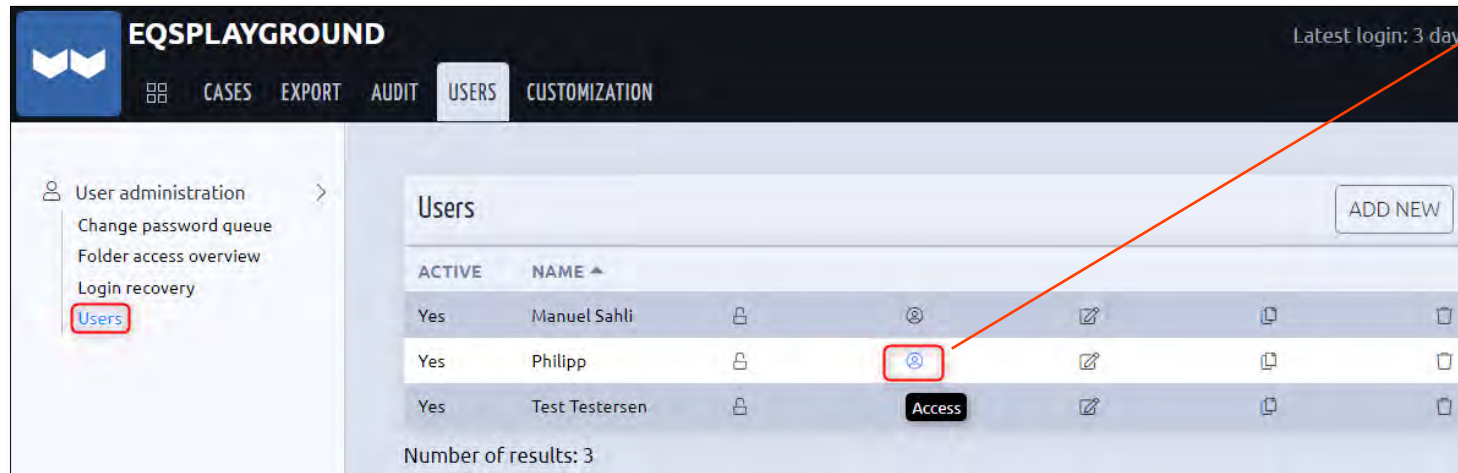 EQSPLAYGROUND
Latest login: 3 day
CASES EXPORT AUDIT USERS CUSTOMIZATION
User administration
Change password queue
Folder access overview
Login recovery
Users
Users
ADD NEW
ACTIVE NAME
Yes Manuel Sahli
Yes Philipp
Yes Test Testersen
Access
Number of results: 3